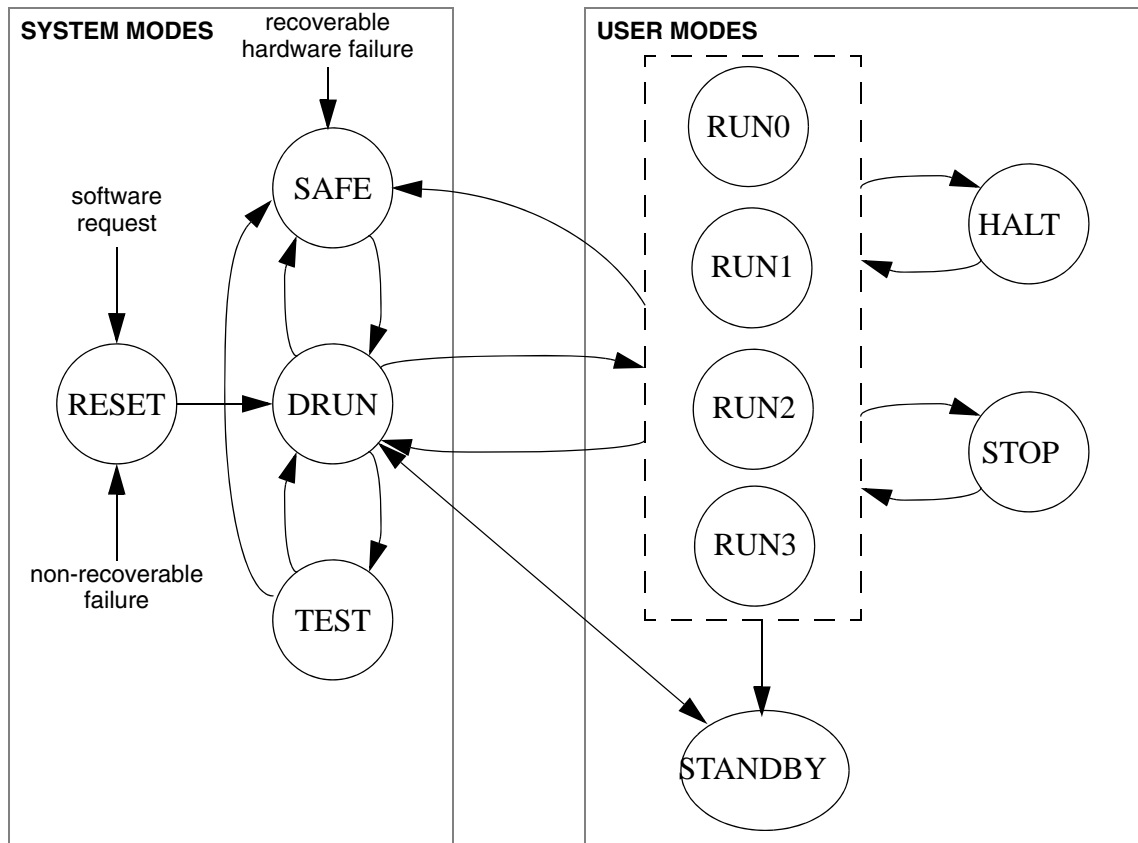 SYSTEM MODES
recoverable
hardware failure
SAFE
software
request
RESET
DRUN
non-recoverable
failure
TEST
USER MODES
RUN0
RUN1
RUN2
RUN3
HALT
STOP
STANDBY